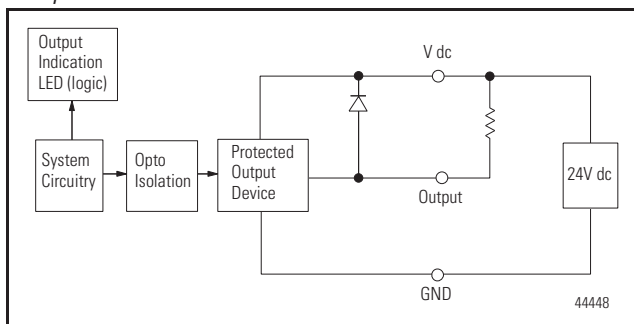 Output
Indication
LED (logic)
V dc
System
Circuitry
Opto
Isolation
Protected
Output
Device
24V dc
Output
GND
44448